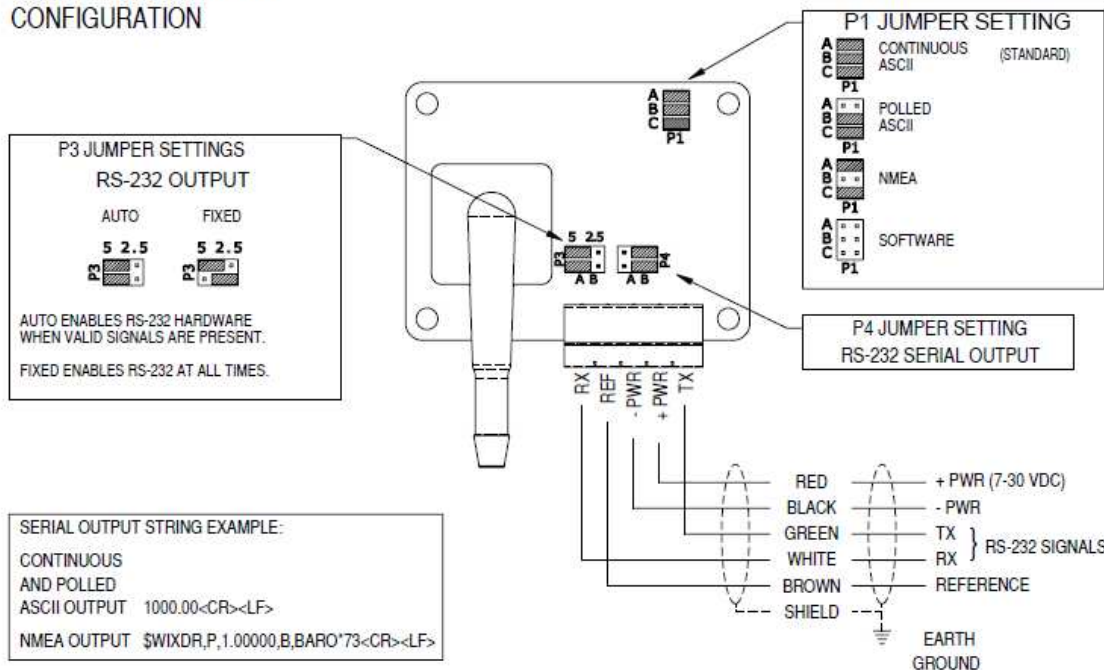 CONFIGURATION
P1 JUMPER SETTING
A
B
C
P1
CONTINUOUS
ASCII
(STANDARD)
A
B
C
P1
POLLED
ASCII
A
B
C
P1
NMEA
A
B
C
P1
SOFTWARE
A
B
C
P1
P3 JUMPER SETTINGS
RS-232 OUTPUT
AUTO
FIXED
5 2.5
P3
5 2.5
P3
AUTO ENABLES RS-232 HARDWARE
WHEN VALID SIGNALS ARE PRESENT.
FIXED ENABLES RS-232 AT ALL TIMES.
5 2.5
P3
A B
P4
A B
P4 JUMPER SETTING
RS-232 SERIAL OUTPUT
RX
REF
- PWR
+ PWR
TX
RED
+ PWR (7-30 VDC)
BLACK
- PWR
GREEN
TX
WHITE
RX
} RS-232 SIGNALS
BROWN
REFERENCE
SHIELD
EARTH
GROUND
SERIAL OUTPUT STRING EXAMPLE:
CONTINUOUS
AND POLLED
ASCII OUTPUT 1000.00<CR><LF>
NMEA OUTPUT $WIXDR,P,1.00000,B,BARO*73<CR><LF>